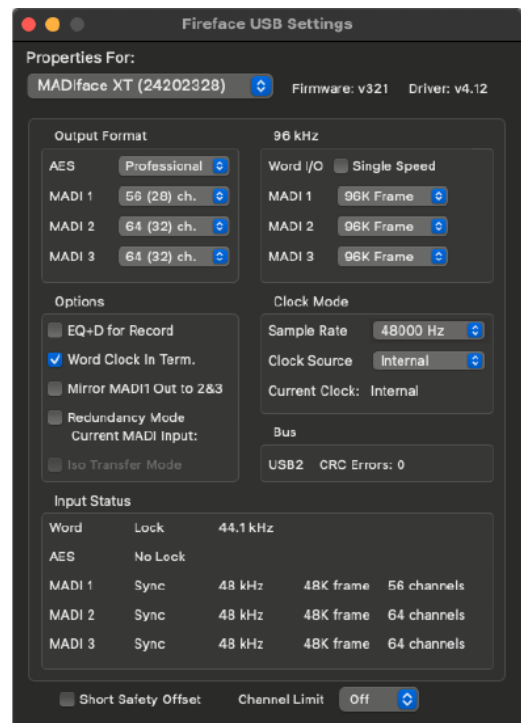 Fireface USB Settings
Properties For:
MADIface XT (24202328) Firmware: v321 Driver: v4.12
Output Format
AES Professional
MADI 1 56 (28) ch.
MADI 2 64 (32) ch.
MADI 3 64 (32) ch.
96 kHz
Word I/O Single Speed
MADI 1 96K Frame
MADI 2 96K Frame
MADI 3 96K Frame
Options
EQ+D for Record
Word Clock In Term.
Mirror MADI1 Out to 2&3
Redundancy Mode
Current MADI Input:
Iso Transfer Mode
Clock Mode
Sample Rate 48000 Hz
Clock Source Internal
Current Clock: Internal
Bus
USB2 CRC Errors: 0
Input Status
Word Lock 44.1 kHz
AES No Lock
MADI 1 Sync 48 kHz 48K frame 56 channels
MADI 2 Sync 48 kHz 48K frame 64 channels
MADI 3 Sync 48 kHz 48K frame 64 channels
Short Safety Offset Channel Limit Off